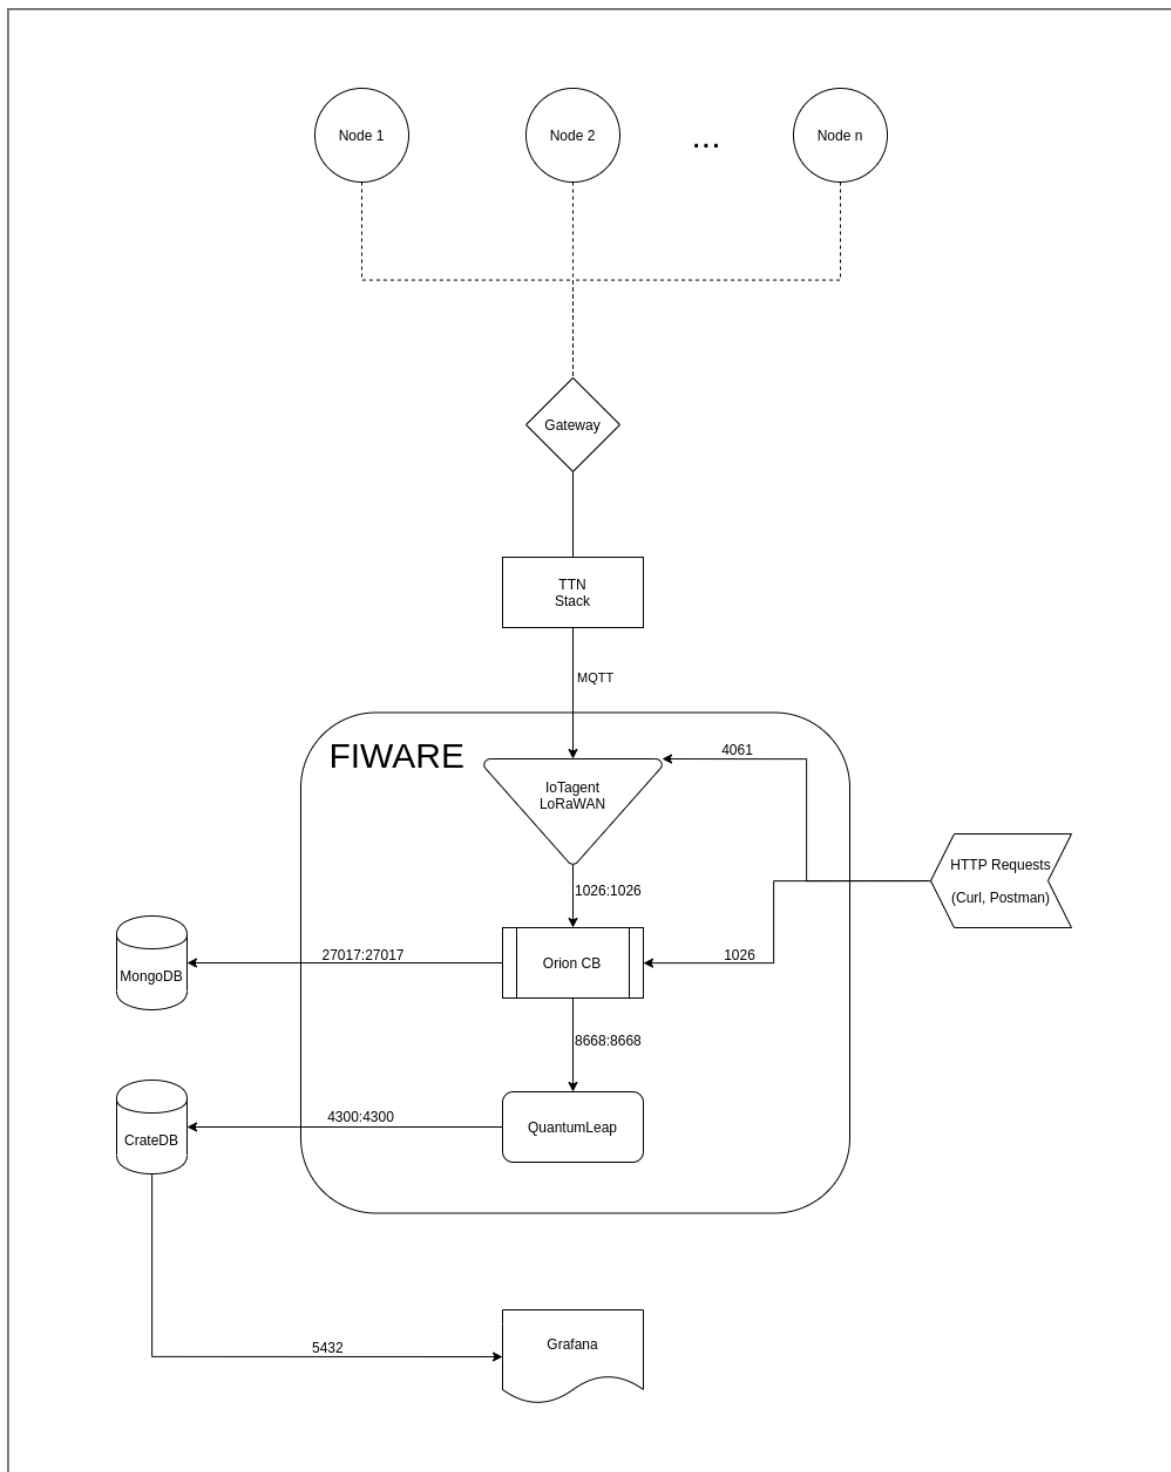 Node 1
Node 2
...
Node n
Gateway
TTN
Stack
MQTT
FIWARE
4061
IoTagent
LoRaWAN
HTTP Requests
(Curl, Postman)
1026:1026
27017:27017
Orion CB
1026
MongoDB
8668:8668
4300:4300
QuantumLeap
CrateDB
5432
Grafana